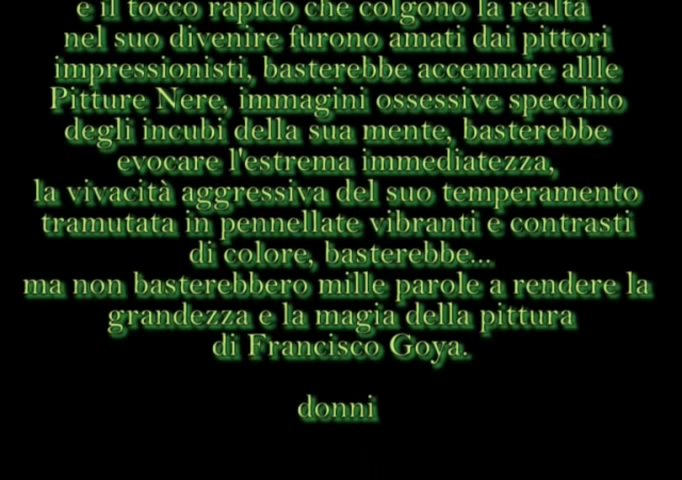 e il tocco rapido che colgono la realtà
nel suo divenire furono amati dai pittori
impressionisti, basterebbe accennare allle
Pitture Nere, immagini ossessive specchio
degli incubi della sua mente, basterebbe
evocare l'estrema immediatezza,
la vivacità aggressiva del suo temperamento
tramutata in pennellate vibranti e contrasti
di colore, basterebbe...
ma non basterebbero mille parole a rendere la
grandezza e la magia della pittura
di Francisco Goya.
donni